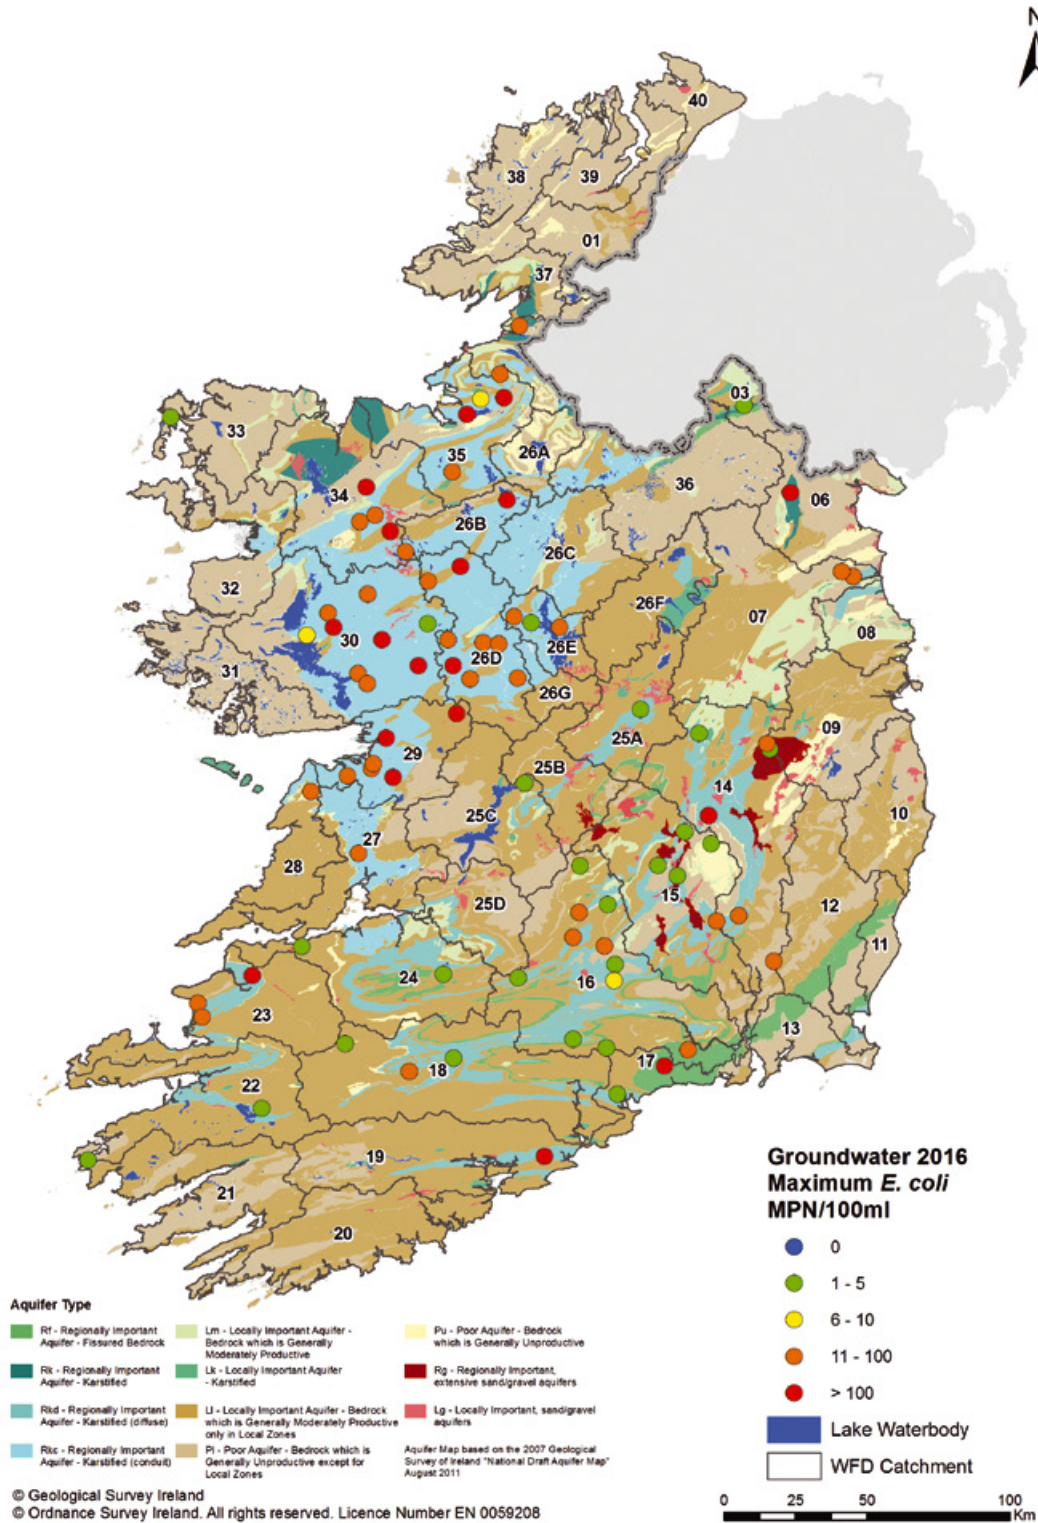 N
40
38
39
01
37
03
33
35
26A
36
34
06
26B
26C
32
26F
07
08
30
26D
26E
31
26G
25A
09
29
25B
14
25C
10
27
28
15
25D
12
11
24
16
23
13
17
18
22
19
21
20
Groundwater 2016
Maximum E. coli
MPN/100ml
0
1 - 5
6 - 10
11 - 100
> 100
Lake Waterbody
WFD Catchment
0 25 50 100
Km
Aquifer Type
Rf - Regionally Important
Aquifer - Fissured Bedrock
Rk - Regionally Important
Aquifer - Karstified
Rkd - Regionally Important
Aquifer - Karstified (diffuse)
Rkc - Regionally Important
Aquifer - Karstified (conduit)
Lm - Locally Important Aquifer -
Bedrock which is Generally
Moderately Productive
Lk - Locally Important Aquifer
- Karstified
Ll - Locally Important Aquifer - Bedrock
which is Generally Moderately Productive
only in Local Zones
Pl - Poor Aquifer - Bedrock which is
Generally Unproductive except for
Local Zones
Pu - Poor Aquifer - Bedrock
which is Generally Unproductive
Rg - Regionally Important,
extensive sand/gravel aquifers
Lg - Locally Important, sand/gravel
aquifers
Aquifer Map based on the 2007 Geological
Survey of Ireland "National Draft Aquifer Map"
August 2011
© Geological Survey Ireland
© Ordnance Survey Ireland. All rights reserved. Licence Number EN 0059208